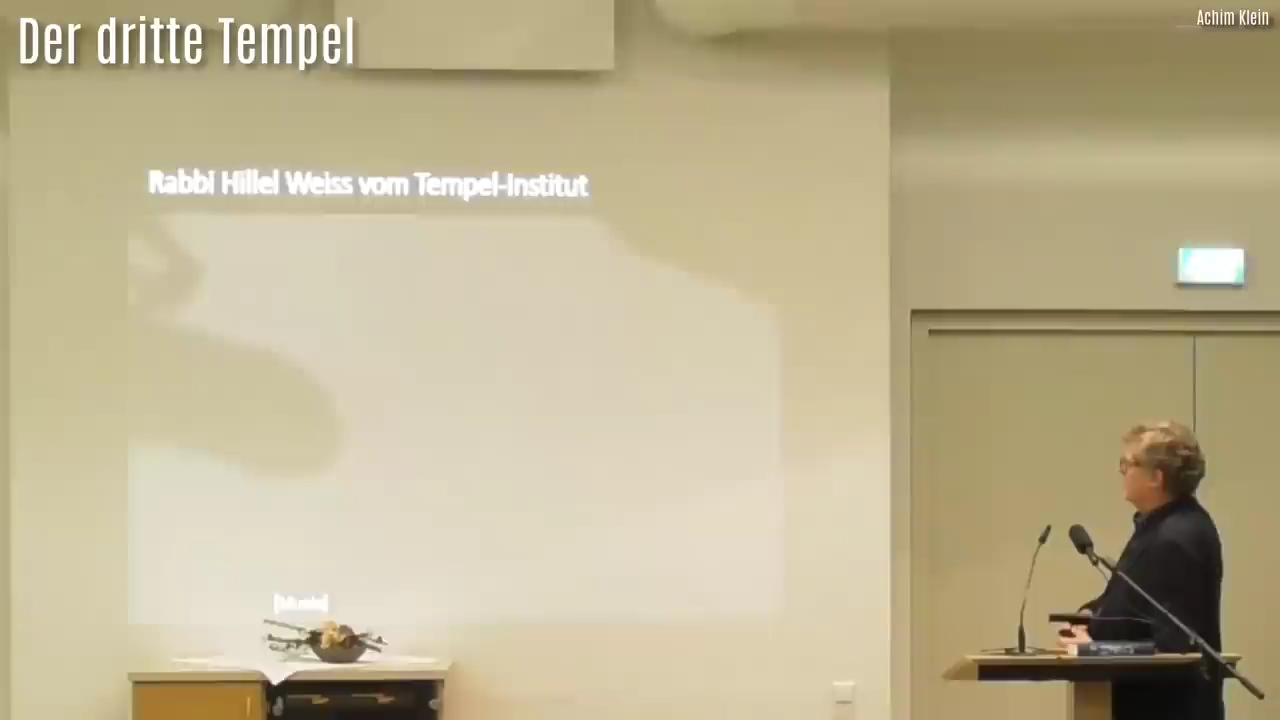 Der dritte Tempel
Achim Klein
Rabbi Hillel Weiss vom Tempel-Institut